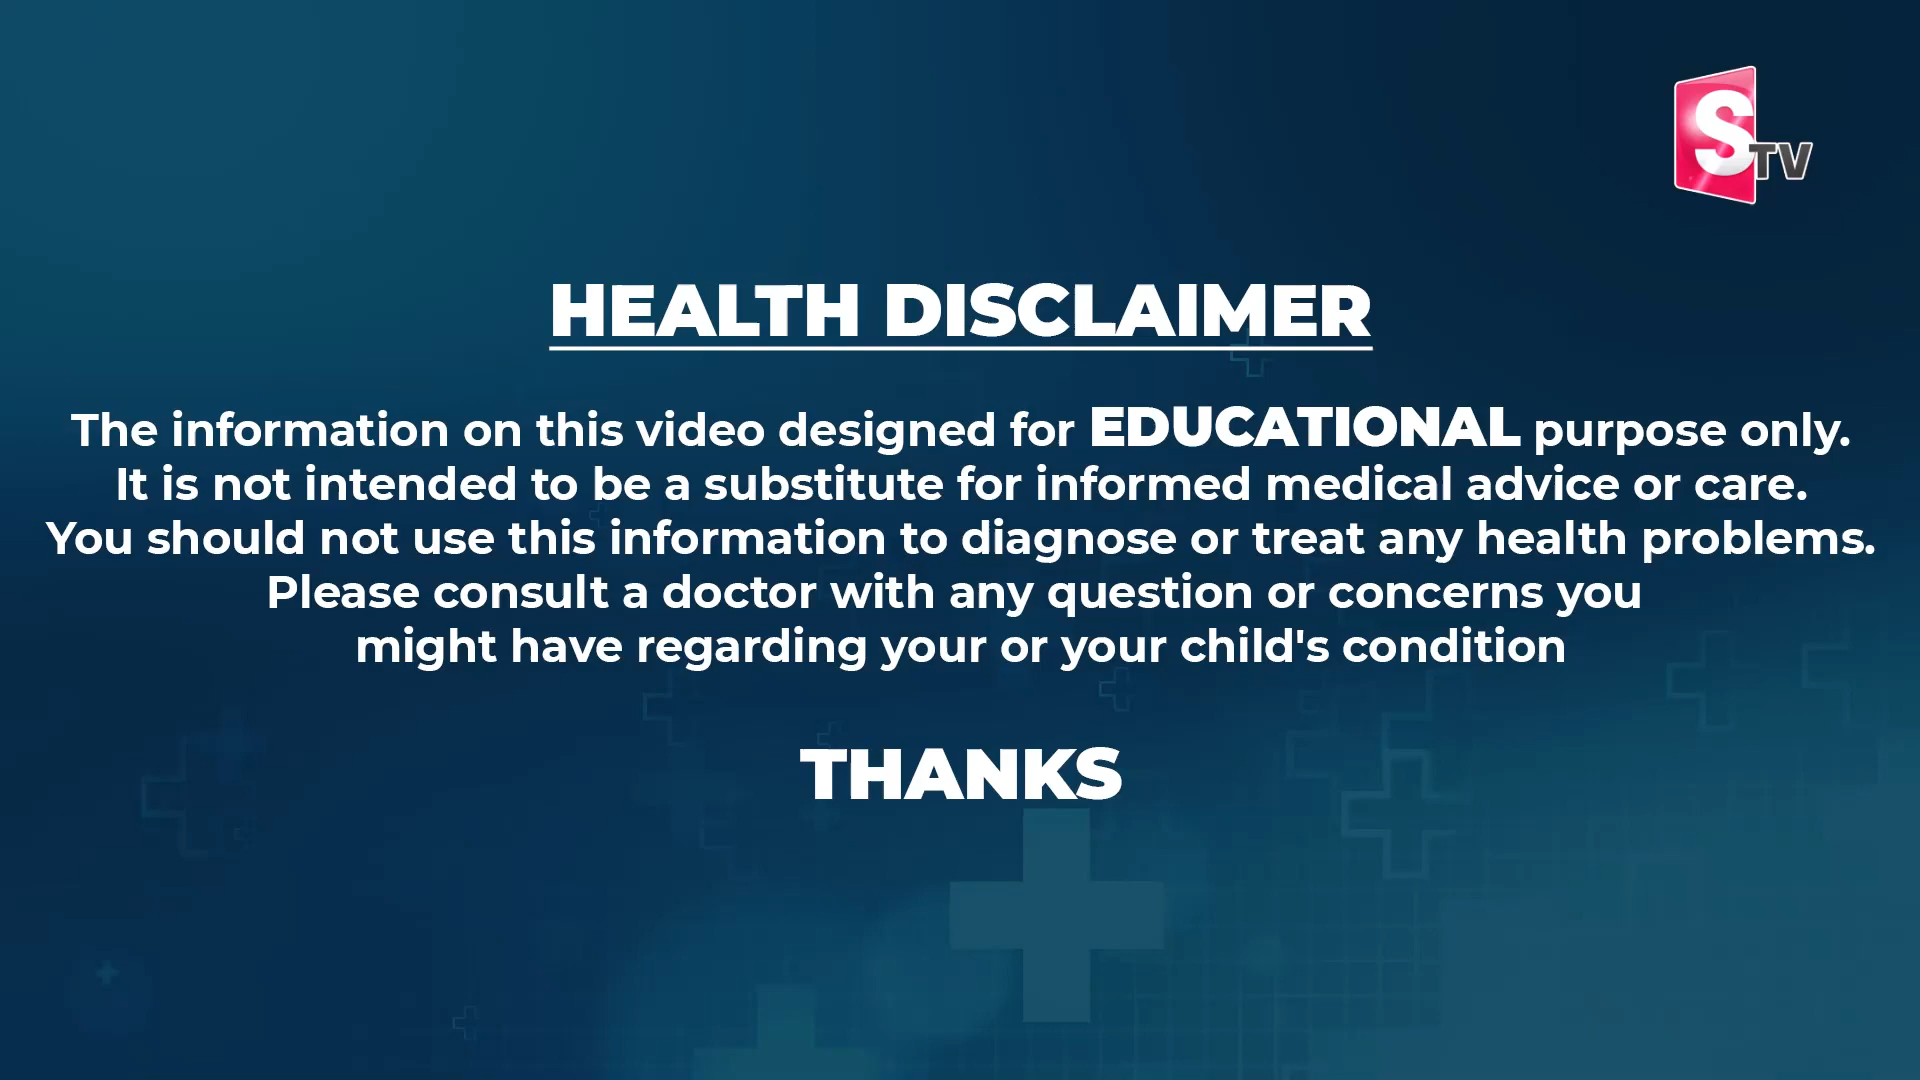 STV
HEALTH DISCLAIMER
The information on this video designed for EDUCATIONAL purpose only.
It is not intended to be a substitute for informed medical advice or care.
You should not use this information to diagnose or treat any health problems.
Please consult a doctor with any question or concerns you
might have regarding your or your child's condition
THANKS